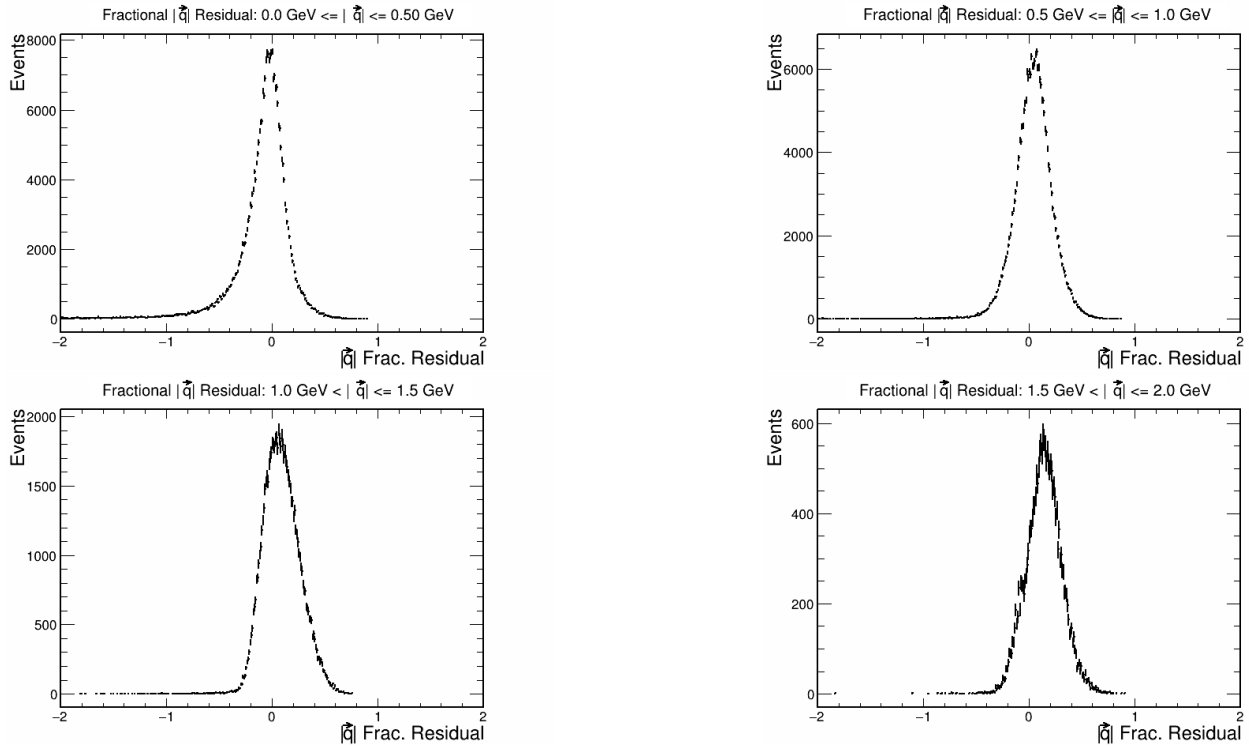 Fractional |q⃗| Residual: 0.0 GeV <= | q⃗| <= 0.50 GeV
Events
8000
6000
4000
2000
0
−2 −1 0 1 2
|q⃗| Frac. Residual
Fractional |q⃗| Residual: 0.5 GeV <= |q⃗| <= 1.0 GeV
Events
6000
4000
2000
0
−2 −1 0 1 2
|q⃗| Frac. Residual
Fractional |q⃗| Residual: 1.0 GeV < | q⃗| <= 1.5 GeV
Events
2000
1500
1000
500
0
−2 −1 0 1 2
|q⃗| Frac. Residual
Fractional |q⃗| Residual: 1.5 GeV < | q⃗| <= 2.0 GeV
Events
600
400
200
0
−2 −1 0 1 2
|q⃗| Frac. Residual